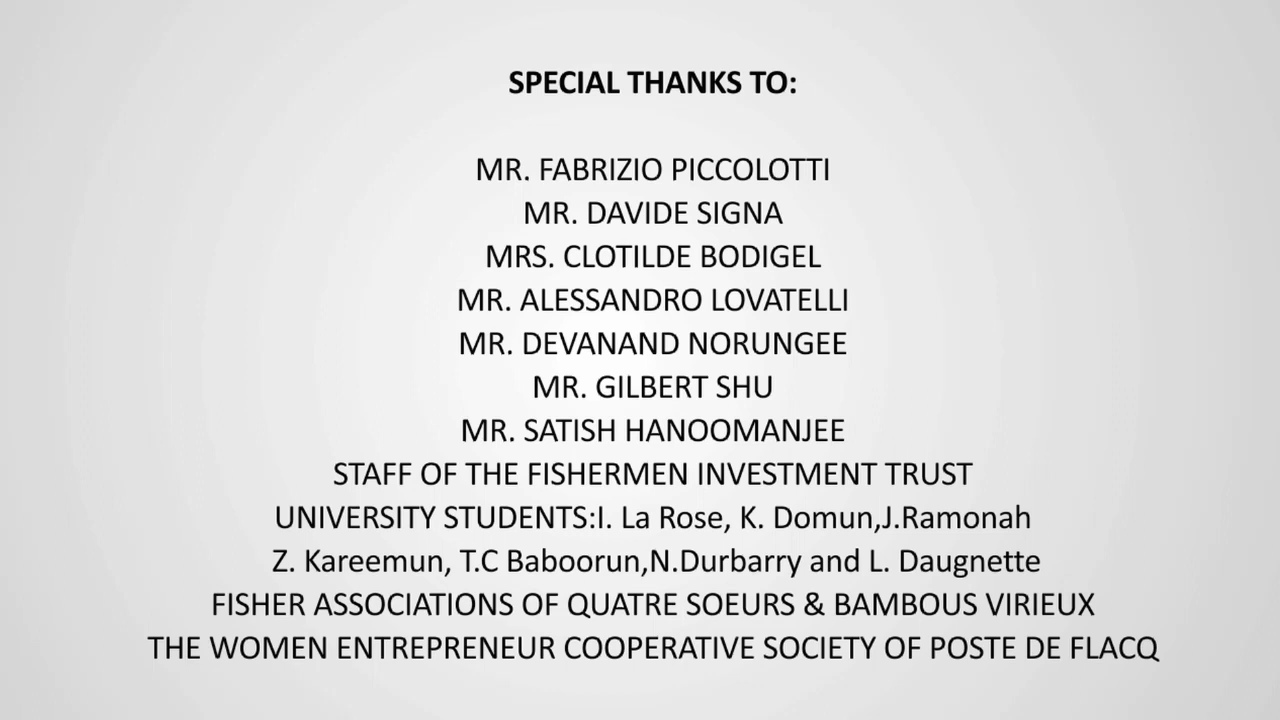 SPECIAL THANKS TO:
MR. FABRIZIO PICCOLOTTI
MR. DAVIDE SIGNA
MRS. CLOTILDE BODIGEL
MR. ALESSANDRO LOVATELLI
MR. DEVANAND NORUNGEE
MR. GILBERT SHU
MR. SATISH HANOOMANJEE
STAFF OF THE FISHERMEN INVESTMENT TRUST
UNIVERSITY STUDENTS:I. La Rose, K. Domun,J.Ramonah
Z. Kareemun, T.C Baboorun,N.Durbarry and L. Daugnette
FISHER ASSOCIATIONS OF QUATRE SOEURS & BAMBOUS VIRIEUX
THE WOMEN ENTREPRENEUR COOPERATIVE SOCIETY OF POSTE DE FLACQ